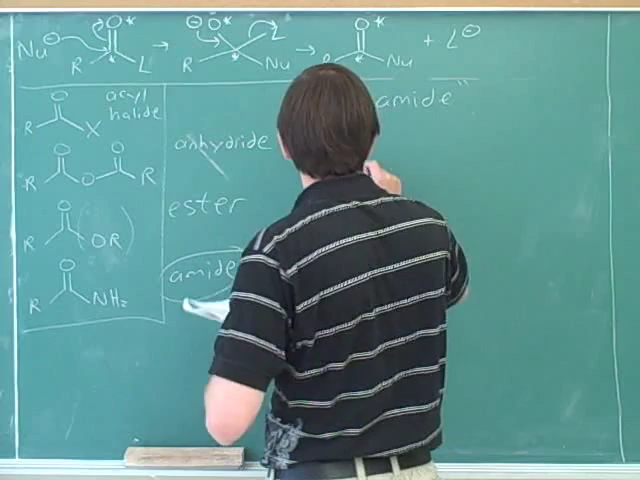 Nu⊖ O* R L → ⊖O* L R Nu → O* R Nu + L⊖
O R X acyl
halide
amide"
O O R O R
anhydride
O R OR
ester
O R NH₂
amide